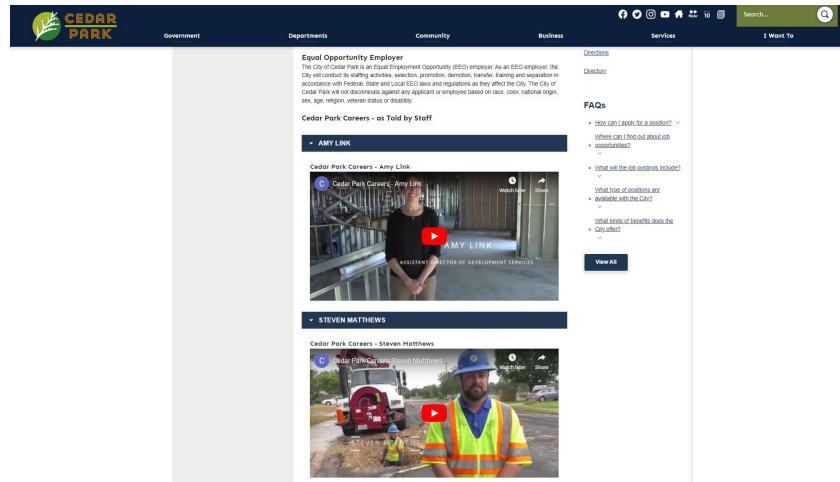 CEDAR
PARK
Search...
Government
Departments
Community
Business
Services
I Want To
Equal Opportunity Employer
The City of Cedar Park is an Equal Employment Opportunity (EEO) employer. As an EEO employer, the
City will conduct its staffing activities, selection, promotion, demotion, transfer, training and separation in
accordance with Federal, State and Local EEO laws and regulations as they affect the City. The City of
Cedar Park will not discriminate against any applicant or employee based on race, color, national origin,
sex, age, religion, veteran status or disability.
Cedar Park Careers - as Told by Staff
AMY LINK
Cedar Park Careers - Amy Link
C
Cedar Park Careers - Amy Link
Watch later
Share
AMY LINK
ASSISTANT DIRECTOR OF DEVELOPMENT SERVICES
STEVEN MATTHEWS
Cedar Park Careers - Steven Matthews
C
Cedar Park Careers-Steven Matthews
Watch later
Share
STEVEN MATTHEWS
Directions
Directory
FAQs
How can I apply for a position?
Where can I find out about job
opportunities?
What will the job postings include?
What type of positions are
available with the City?
What kinds of benefits does the
City offer?
View All